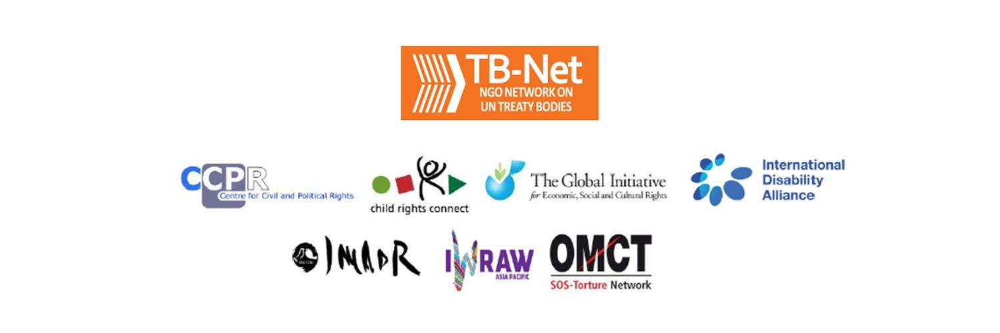 TB-Net
NGO NETWORK ON
UN TREATY BODIES
CCPR
Centre for Civil and Political Rights
child rights connect
The Global Initiative
for Economic, Social and Cultural Rights
International
Disability
Alliance
IMADR
IWRAW
ASIA PACIFIC
OMCT
SOS-Torture Network